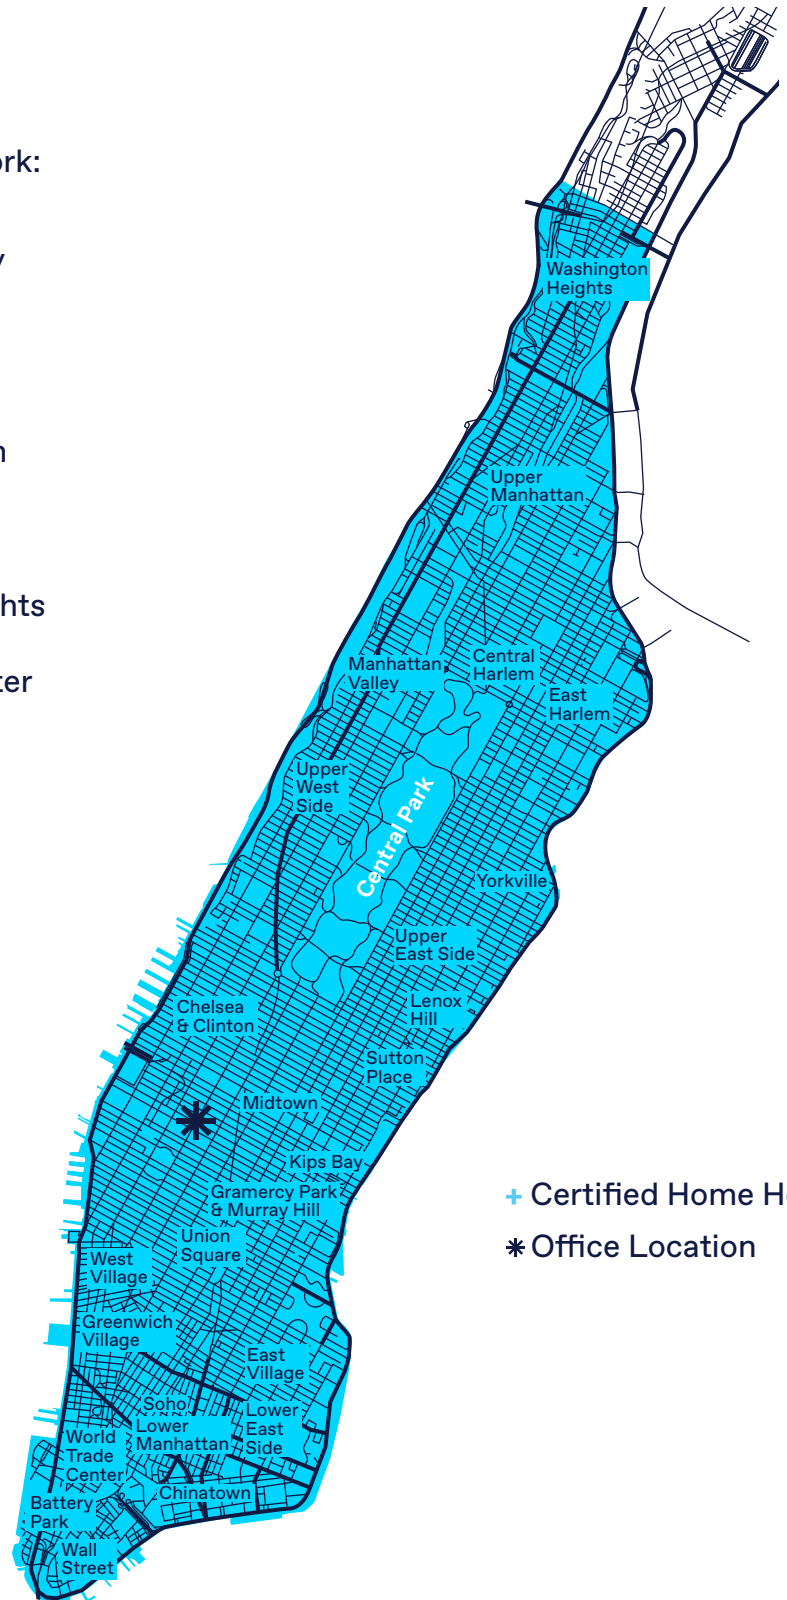 rk:
y
n
hts
ter
Washington
Heights
Upper
Manhattan
Central
Harlem
Manhattan
Valley
East
Harlem
Upper
West
Side
Central Park
Yorkville
Upper
East Side
Lenox
Hill
Chelsea
& Clinton
Sutton
Place
Midtown
Kips Bay
Gramercy Park
& Murray Hill
+ Certified Home H
Office Location
Union
Square
West
Village
Greenwich
Village
East
Village
Soho
Lower
East
Side
Lower
Manhattan
World
Trade
Center
Chinatown
Battery
Park
Wall
Street